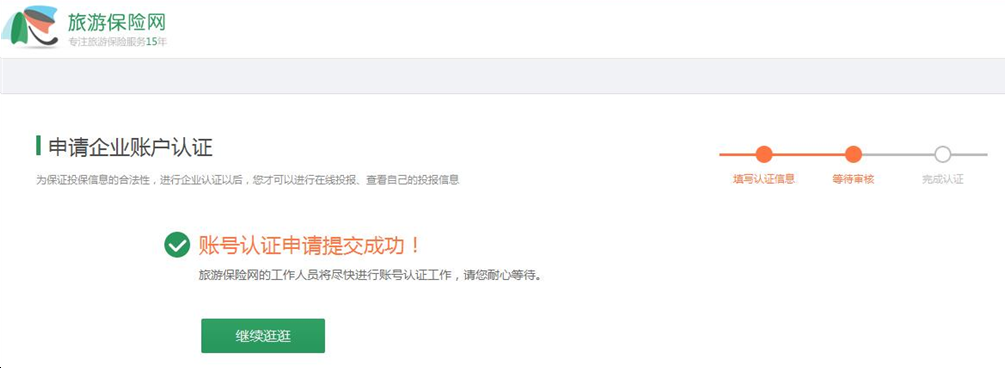 旅游保险网
专注旅游保险服务15年
申请企业账户认证
为保证投保信息的合法性，进行企业认证以后，您才可以进行在线投报、查看自己的投报信息
填写认证信息
等待审核
完成认证
账号认证申请提交成功！
旅游保险网的工作人员将尽快进行账号认证工作，请您耐心等待。
继续逛逛